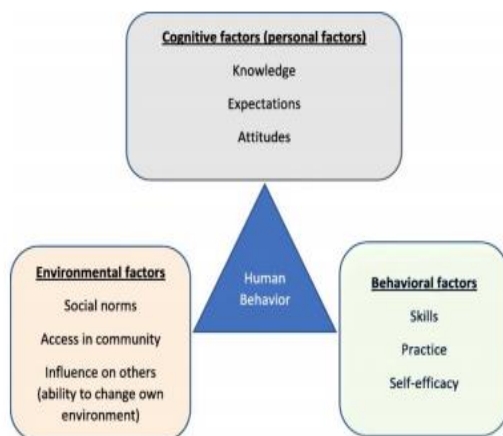 Cognitive factors (personal factors)
Knowledge
Expectations
Attitudes
Human
Behavior
Environmental factors
Social norms
Access in community
Influence on others
(ability to change own
environment)
Behavioral factors
Skills
Practice
Self-efficacy